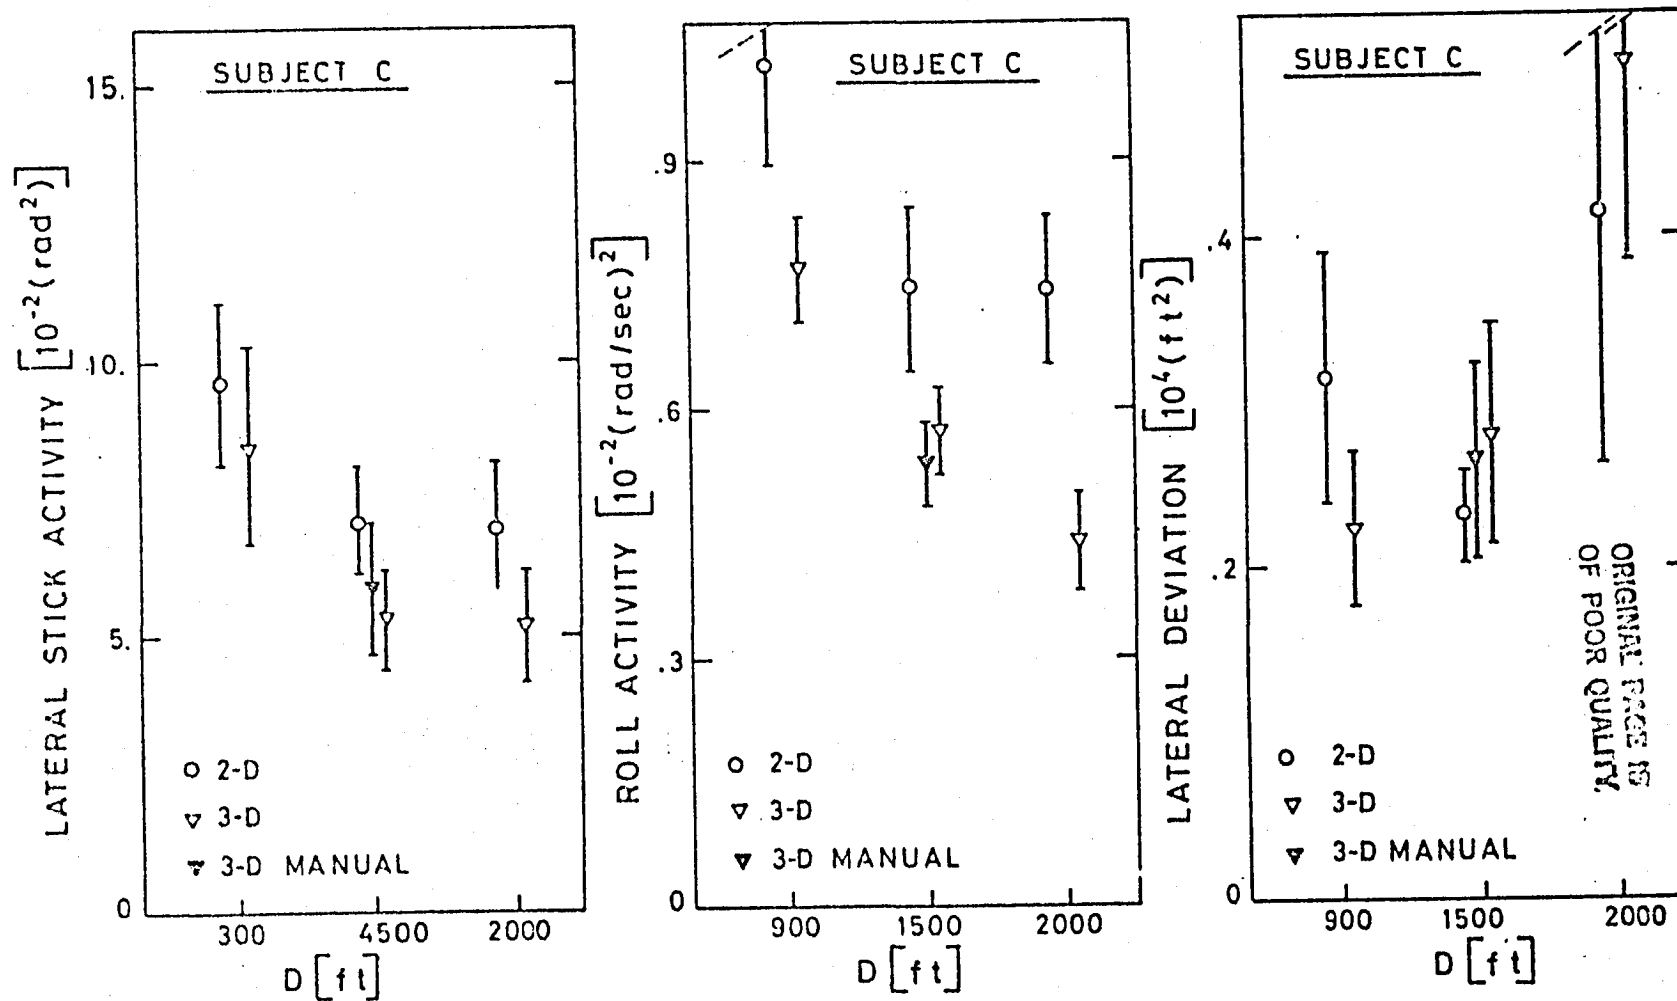 LATERAL STICK ACTIVITY [10⁻²(rad²)]
SUBJECT C
15.
10.
5.
0
○ 2-D
▽ 3-D
▼ 3-D MANUAL
300 4500 2000
D [ft]
ROLL ACTIVITY [10⁻²(rad/sec)²]
SUBJECT C
.9
.6
.3
0
○ 2-D
▽ 3-D
▼ 3-D MANUAL
900 1500 2000
D [ft]
LATERAL DEVIATION [10⁴(ft²)]
SUBJECT C
.4
.2
0
○ 2-D
▽ 3-D
▼ 3-D MANUAL
900 1500 2000
D [ft]
ORIGINAL PAGE IS
OF POOR QUALITY